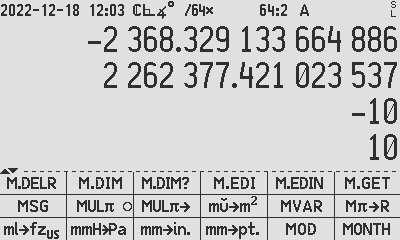 2022-12-18 12:03 ℂ∟∡° /64× 64:2 A S L
−2 368.329 133 664 886
2 262 377.421 023 537
−10
10
M.DELR M.DIM M.DIM? M.EDI M.EDIN M.GET
MSG MULπ ○ MULπ→ mŭ→m² MVAR Mπ→R
ml→fzUS mmH→Pa mm→in. mm→pt. MOD MONTH